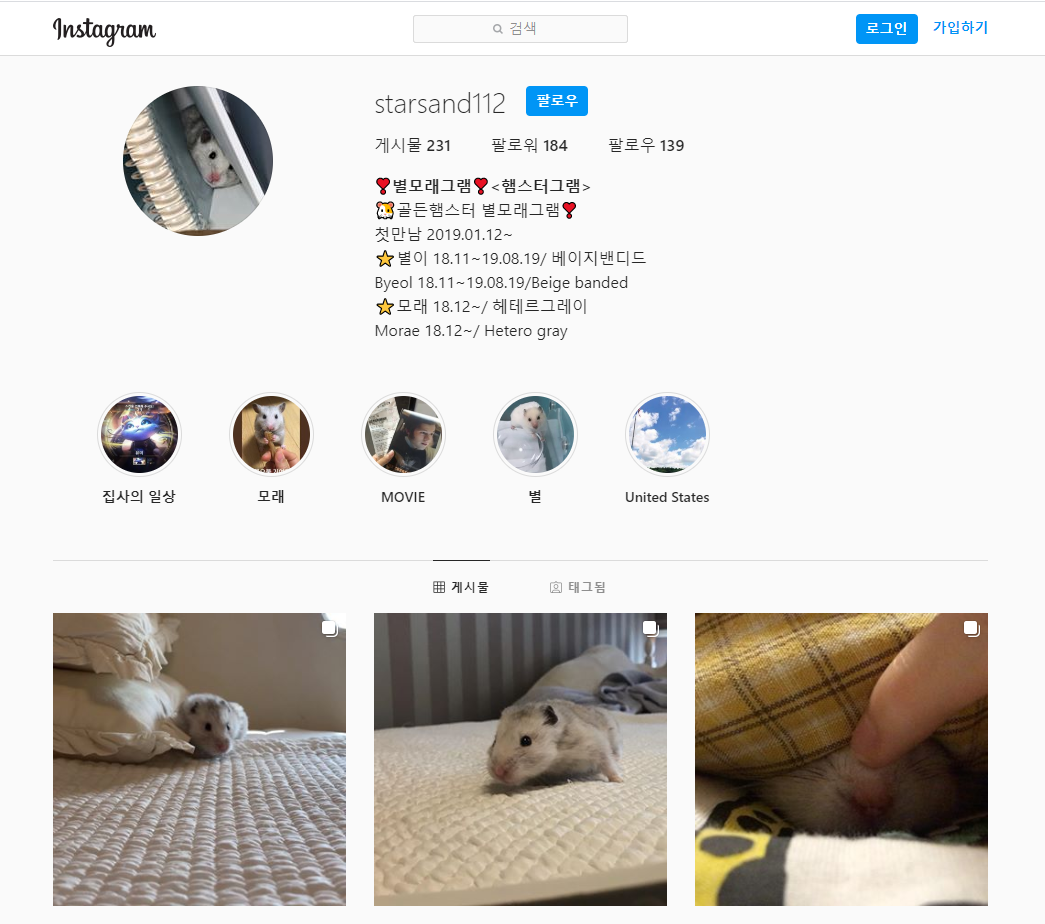 Instagram
검색
로그인 가입하기
starsand112 팔로우
게시물 231 팔로워 184 팔로우 139
❣별모래그램❣<햄스터그램>
🐹골든햄스터 별모래그램❣
첫만남 2019.01.12~
⭐별이 18.11~19.08.19/ 베이지밴디드
Byeol 18.11~19.08.19/Beige banded
⭐모래 18.12~/ 헤테르그레이
Morae 18.12~/ Hetero gray
집사의 일상 모래 MOVIE 별 United States
게시물 태그됨